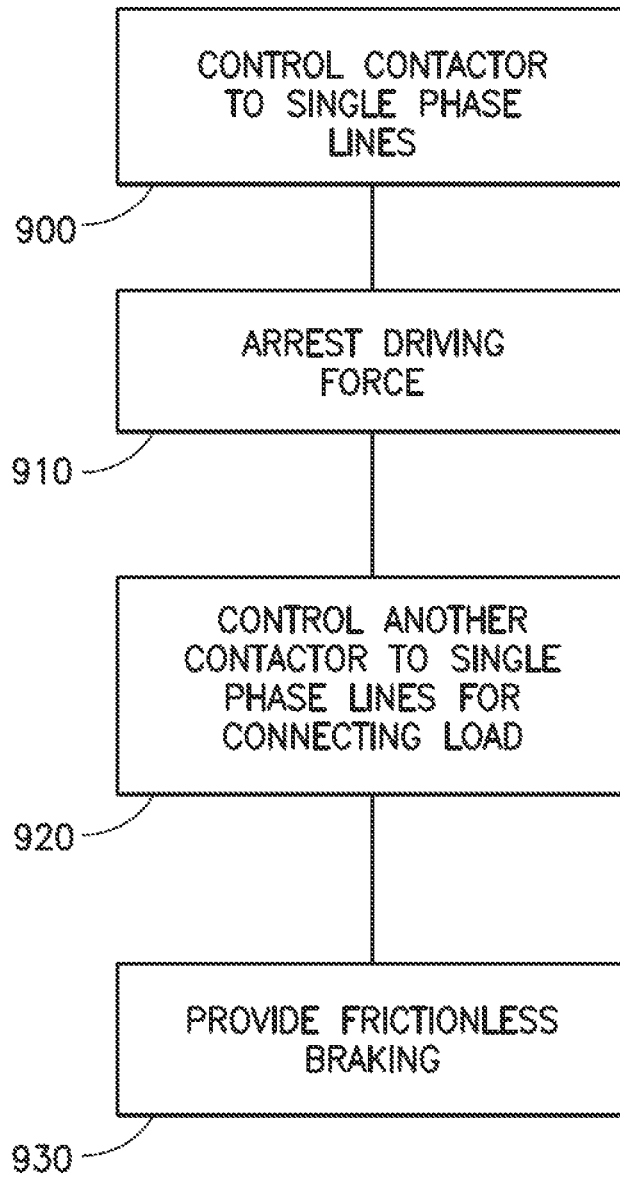 CONTROL CONTACTOR
TO SINGLE PHASE
LINES
900
ARREST DRIVING
FORCE
910
CONTROL ANOTHER
CONTACTOR TO SINGLE
PHASE LINES FOR
CONNECTING LOAD
920
PROVIDE FRICTIONLESS
BRAKING
930